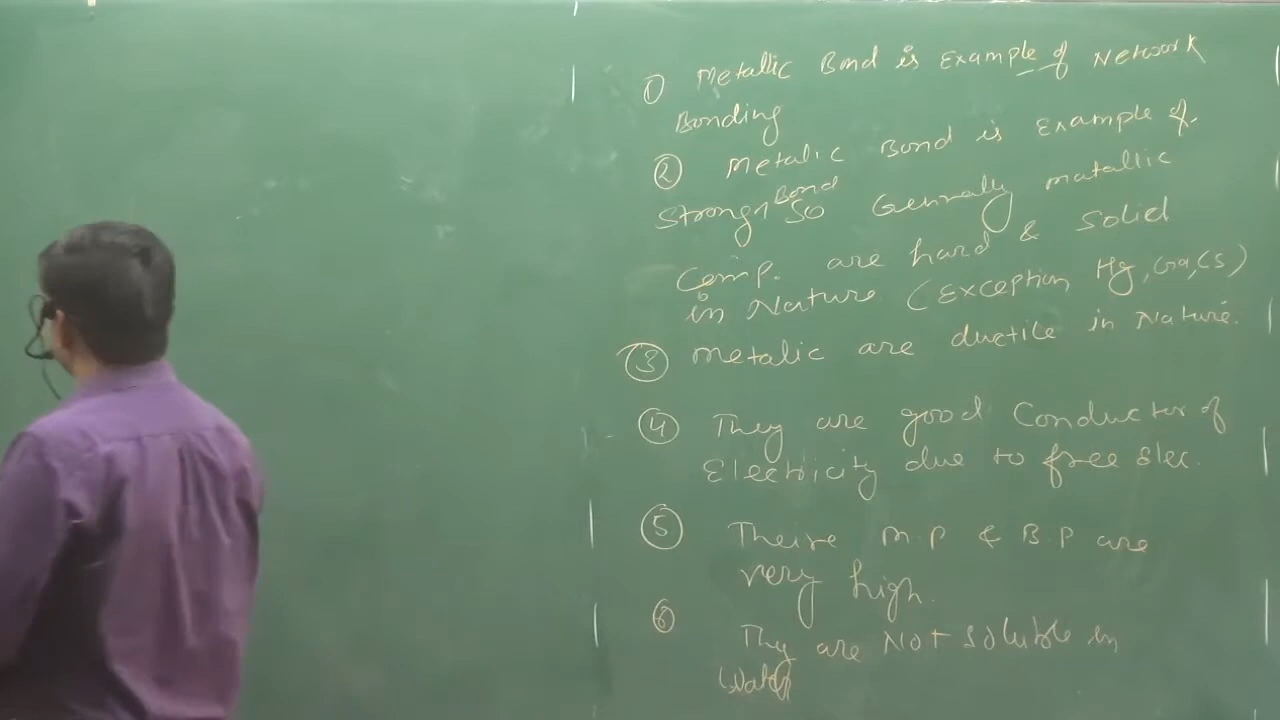 1) Metallic Bond is Example of Network
Bonding
2 Metalic Bond is Example of
Bond
Strong so Generally matallic
Comp. are hard & Solid
in Nature (Exception Hg, Ga, Cs)
3 Metalic are ductile in Nature.
4 They are good Conductor of
Electricity due to free Elec.
5 Theire M.P & B.P are
very high.
6 They are Not soluble in
Water